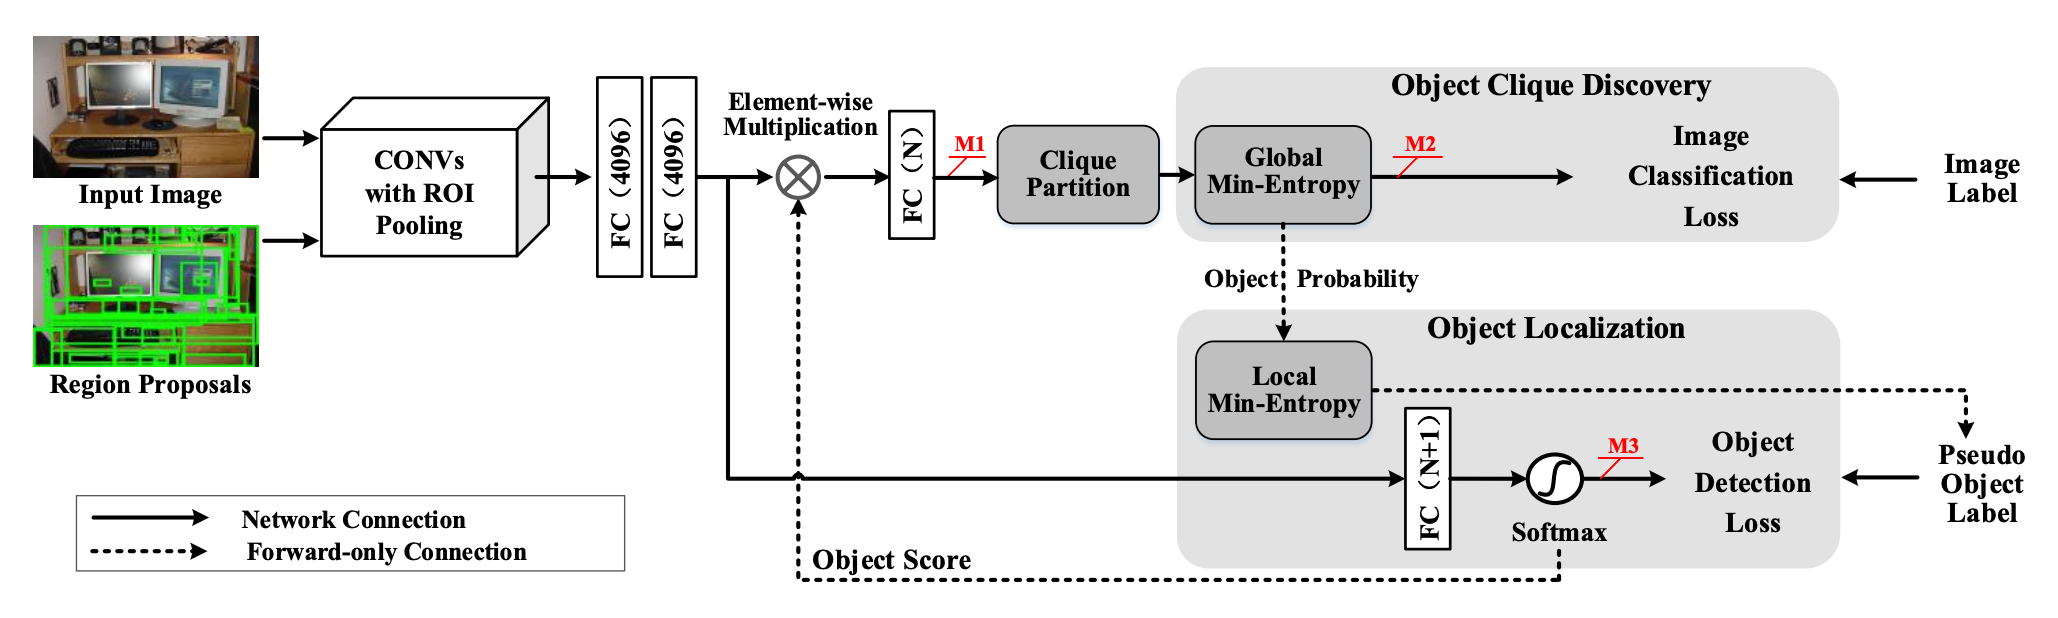 Input Image
Region Proposals
CONVs
with ROI
Pooling
FC（4096）
FC（4096）
Element-wise
Multiplication
FC（N）
M1
Clique
Partition
Object Clique Discovery
Global
Min-Entropy
M2
Image
Classification
Loss
Image
Label
Object Probability
Object Localization
Local
Min-Entropy
FC（N+1）
Softmax
M3
Object
Detection
Loss
Pseudo
Object
Label
Object Score
Network Connection
Forward-only Connection